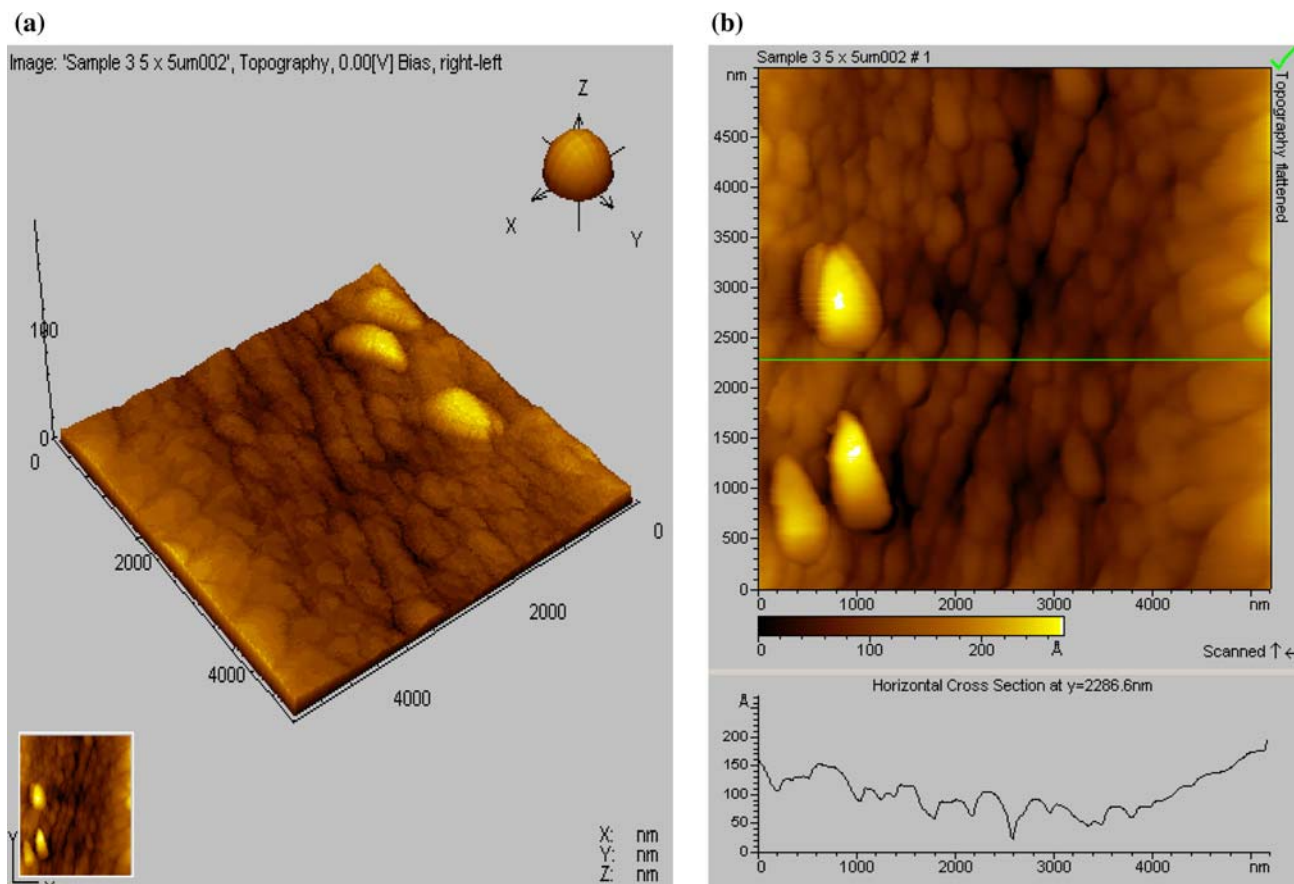 (a)
Image: 'Sample 3 5 x 5um002', Topography, 0.00[V] Bias, right-left
Z
X
Y
100
0
0
2000
4000
0
2000
4000
Y
X
X: nm
Y: nm
Z: nm
(b)
Sample 3 5 x 5um002 # 1
Topography flattened
nm
4500
4000
3500
3000
2500
2000
1500
1000
500
0
0 1000 2000 3000 4000 nm
0 100 200 Å
Scanned ↑ ←
Horizontal Cross Section at y=2286.6nm
Å
200
150
100
50
0
0 1000 2000 3000 4000 nm